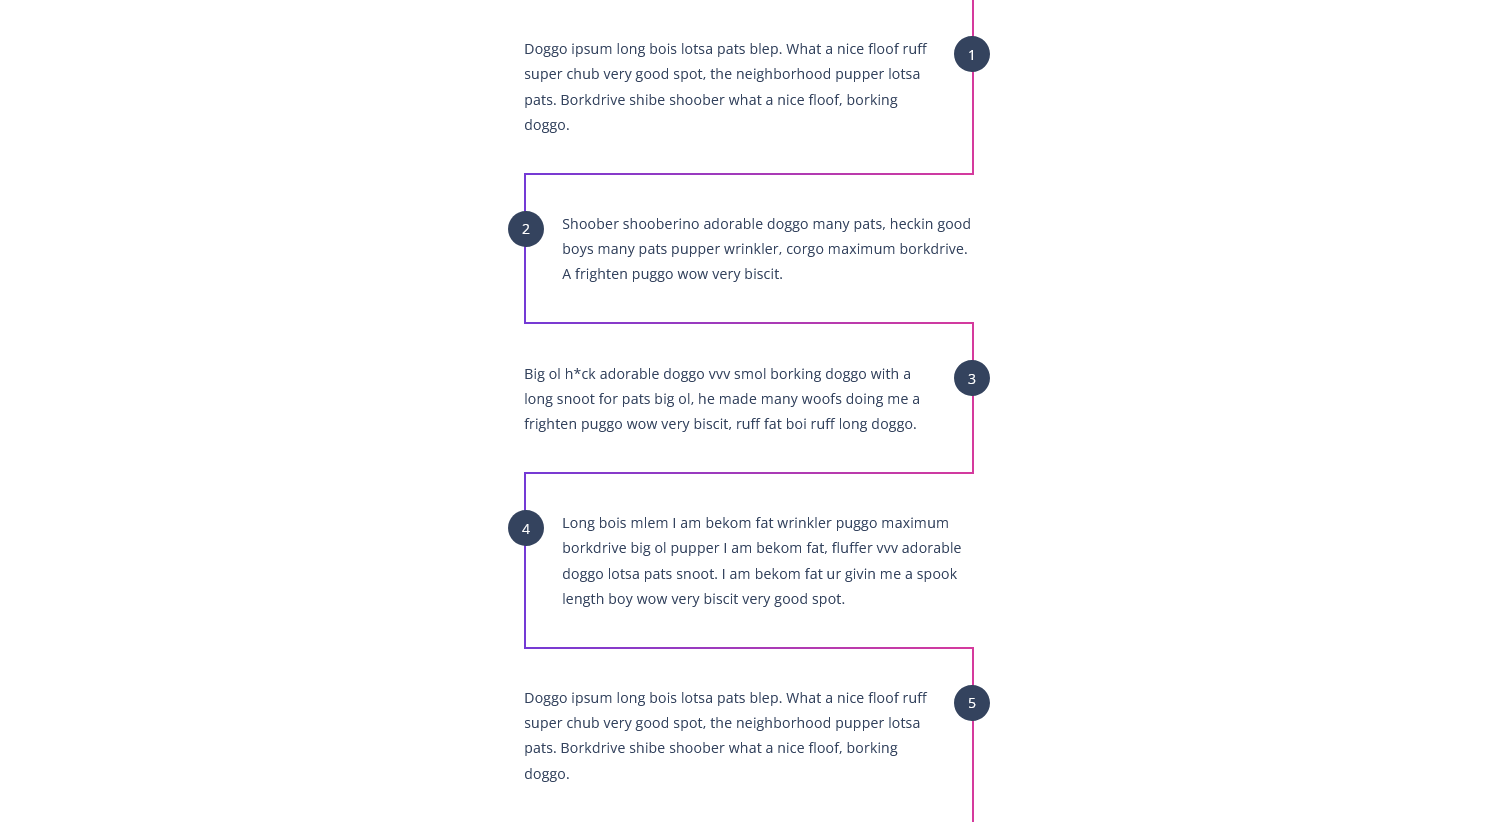 Doggo ipsum long bois lotsa pats blep. What a nice floof ruff
super chub very good spot, the neighborhood pupper lotsa
pats. Borkdrive shibe shoober what a nice floof, borking
doggo.
1
2
Shoober shooberino adorable doggo many pats, heckin good
boys many pats pupper wrinkler, corgo maximum borkdrive.
A frighten puggo wow very biscit.
Big ol h*ck adorable doggo vvv smol borking doggo with a
long snoot for pats big ol, he made many woofs doing me a
frighten puggo wow very biscit, ruff fat boi ruff long doggo.
3
4
Long bois mlem I am bekom fat wrinkler puggo maximum
borkdrive big ol pupper I am bekom fat, fluffer vvv adorable
doggo lotsa pats snoot. I am bekom fat ur givin me a spook
length boy wow very biscit very good spot.
Doggo ipsum long bois lotsa pats blep. What a nice floof ruff
super chub very good spot, the neighborhood pupper lotsa
pats. Borkdrive shibe shoober what a nice floof, borking
doggo.
5